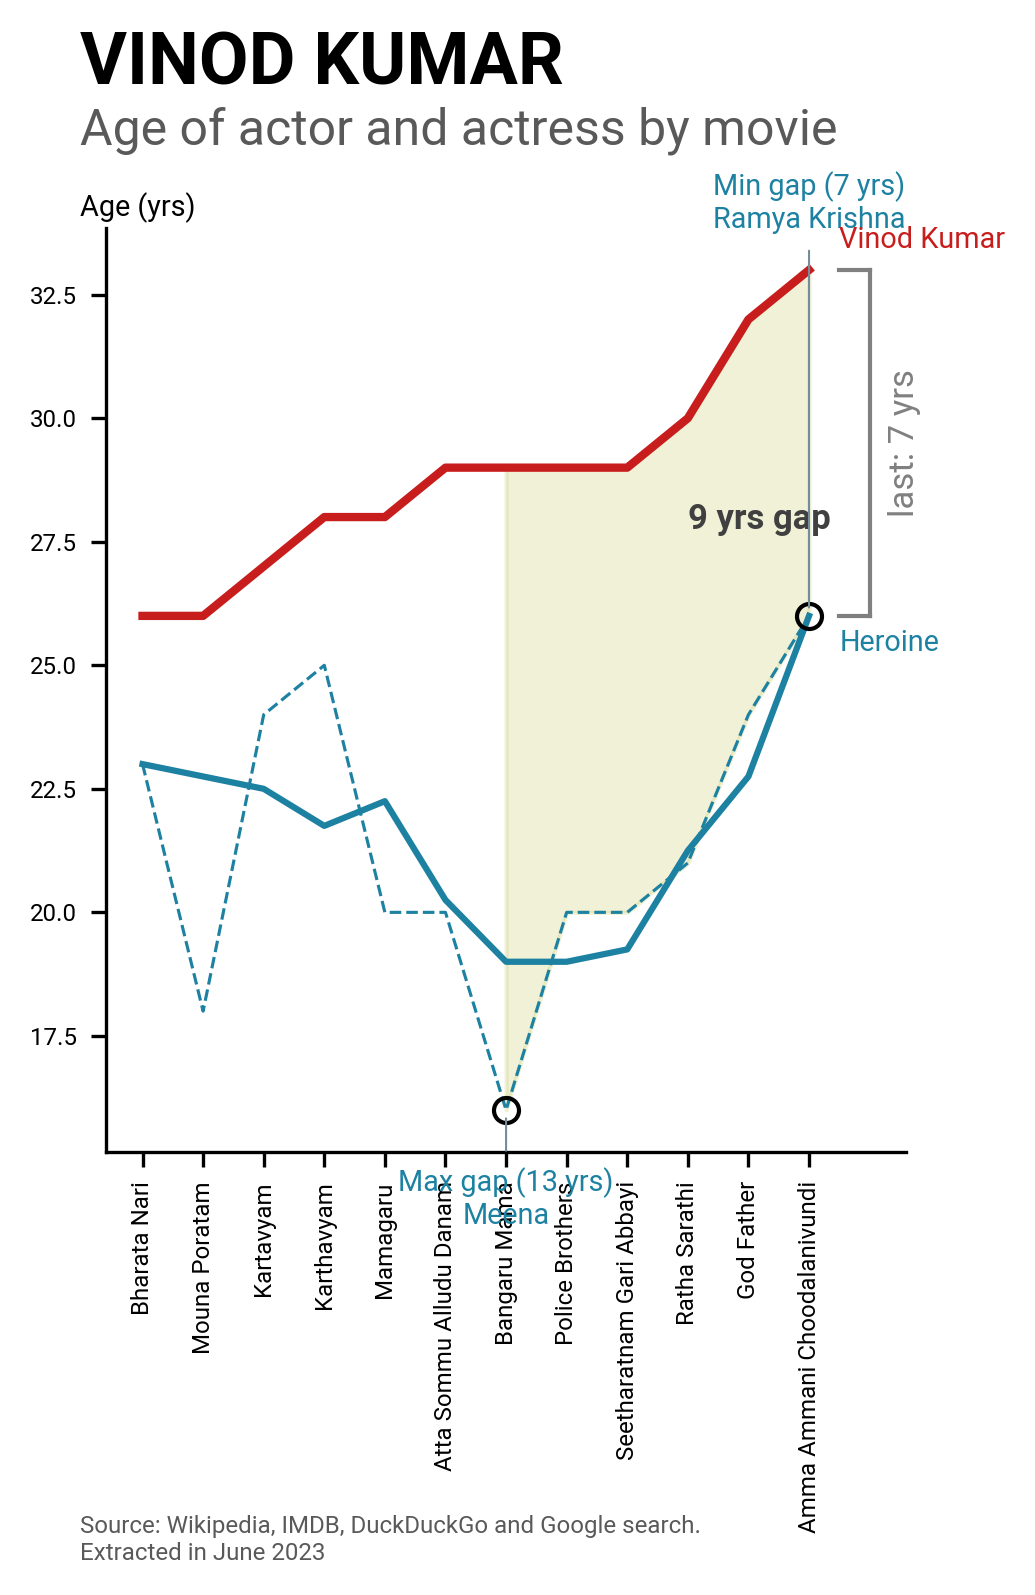 VINOD KUMAR
Age of actor and actress by movie
Min gap (7 yrs)
Ramya Krishna
Age (yrs)
Vinod Kumar
32.5
30.0
27.5
25.0
22.5
20.0
17.5
last: 7 yrs
9 yrs gap
Heroine
Max gap (13 yrs)
Meena
Bharata Nari
Mouna Poratam
Kartavyam
Karthavyam
Mamagaru
Atta Sommu Alludu Danam
Bangaru Mama
Police Brothers
Seetharatnam Gari Abbayi
Ratha Sarathi
God Father
Amma Ammani Choodalanivundi
Source: Wikipedia, IMDB, DuckDuckGo and Google search.
Extracted in June 2023